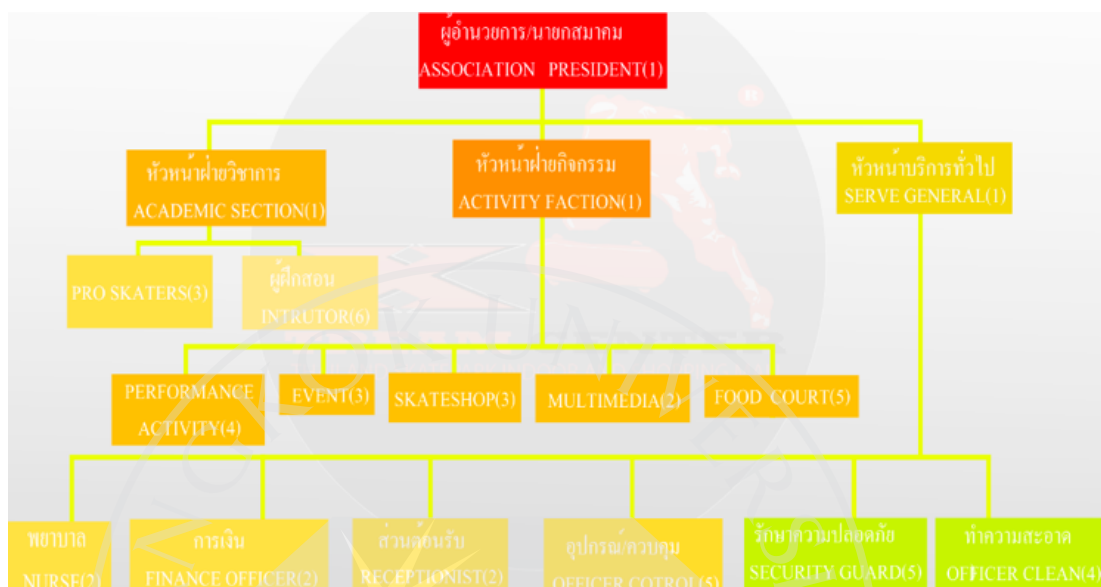 ผู้อำนวยการ/นายกสมาคม
ASSOCIATION PRESIDENT(1)
หัวหน้าฝ่ายวิชาการ
ACADEMIC SECTION(1)
หัวหน้าฝ่ายกิจกรรม
ACTIVITY FACTION(1)
หัวหน้าบริการทั่วไป
SERVE GENERAL(1)
PRO SKATERS(3)
ผู้ฝึกสอน
INTRUTOR(6)
PERFORMANCE
ACTIVITY(4)
EVENT(3)
SKATESHOP(3)
MULTIMEDIA(2)
FOOD COURT(5)
พยาบาล
NURSE(2)
การเงิน
FINANCE OFFICER(2)
ส่วนต้อนรับ
RECEPTIONIST(2)
อุปกรณ์/ควบคุม
OFFICER COTROL(5)
รักษาความปลอดภัย
SECURITY GUARD(5)
ทำความสะอาด
OFFICER CLEAN(4)